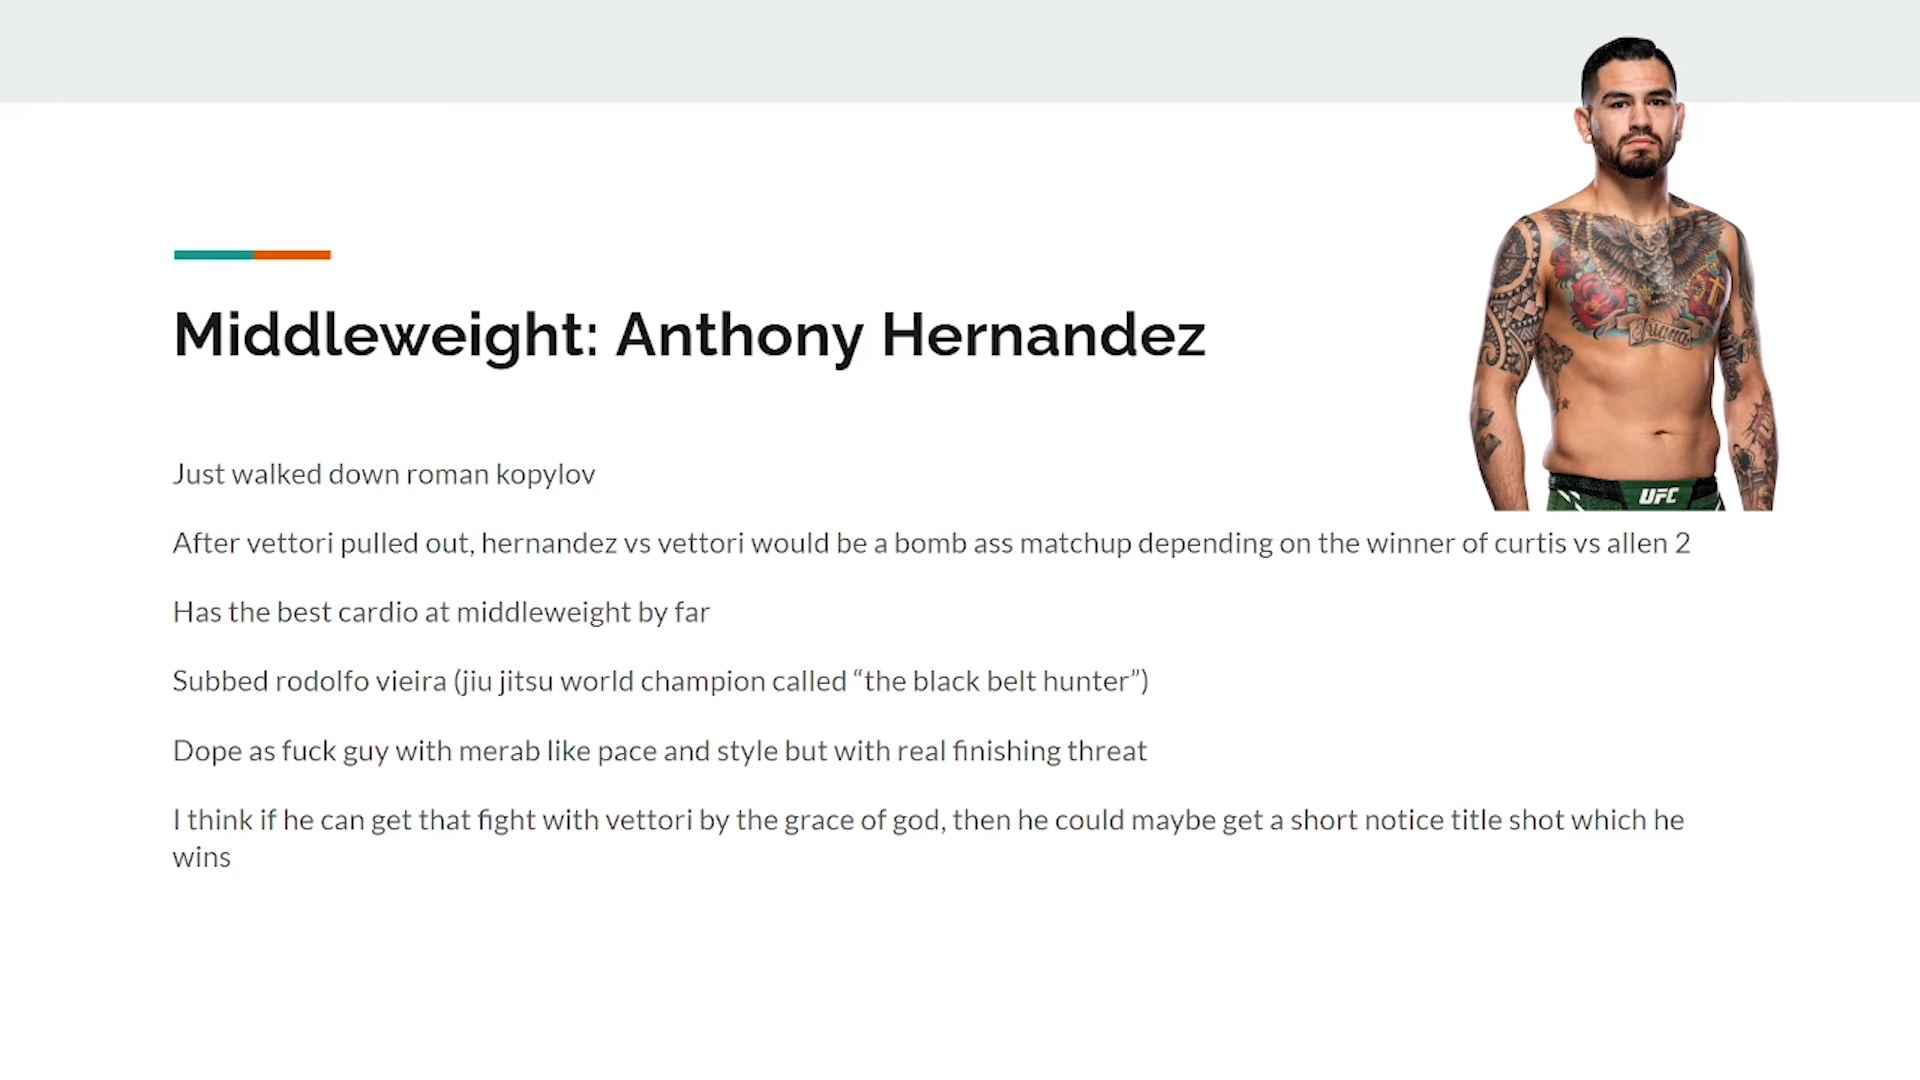 Middleweight: Anthony Hernandez
Juana
UFC
Just walked down roman kopylov
After vettori pulled out, hernandez vs vettori would be a bomb ass matchup depending on the winner of curtis vs allen 2
Has the best cardio at middleweight by far
Subbed rodolfo vieira (jiu jitsu world champion called “the black belt hunter”)
Dope as fuck guy with merab like pace and style but with real finishing threat
I think if he can get that fight with vettori by the grace of god, then he could maybe get a short notice title shot which he
wins